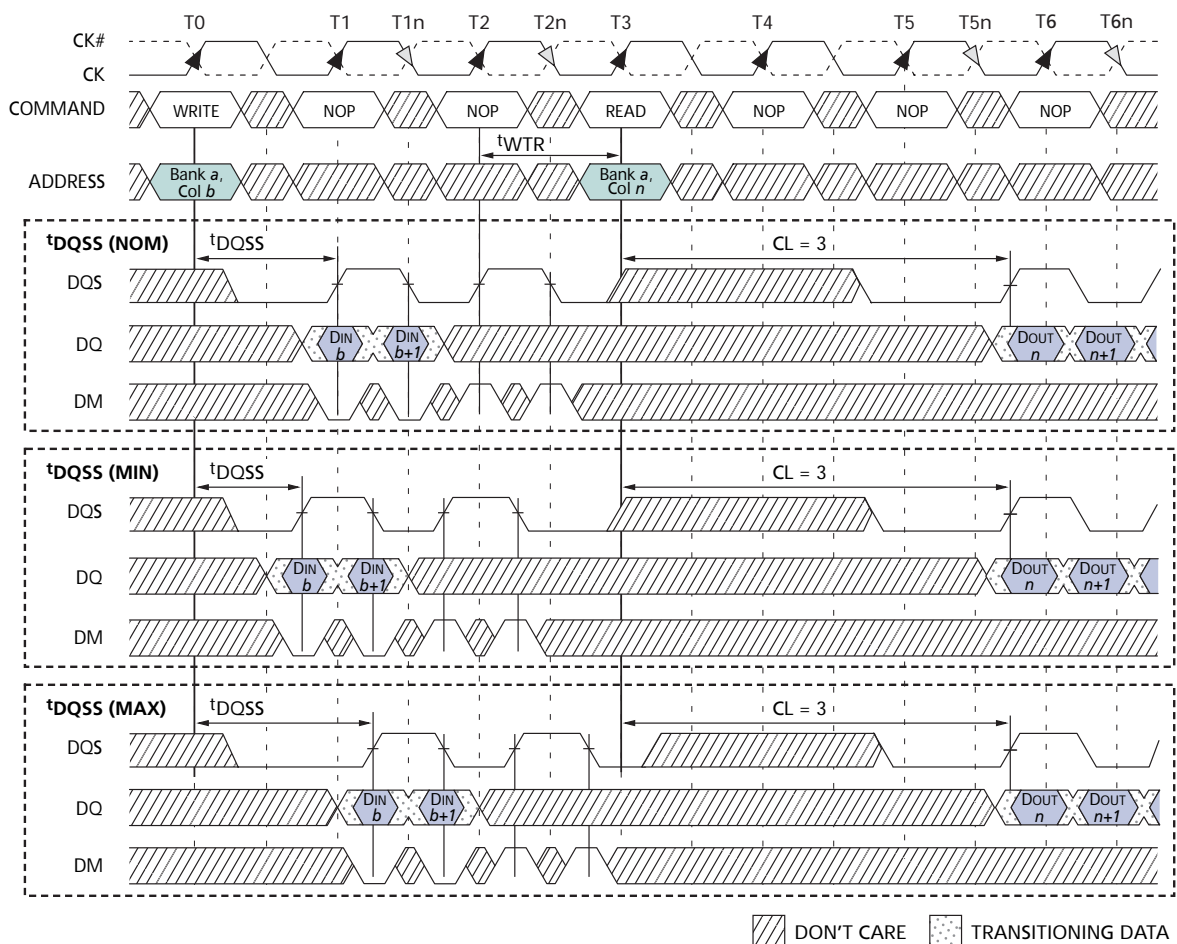 T0 T1 T1n T2 T2n T3 T4 T5 T5n T6 T6n
CK#
CK
COMMAND WRITE NOP NOP READ NOP NOP NOP
tWTR
ADDRESS Bank a, Col b Bank a, Col n
tDQSS (NOM) tDQSS CL = 3
DQS
DQ DIN b DIN b+1 DOUT n DOUT n+1
DM
tDQSS (MIN) tDQSS CL = 3
DQS
DQ DIN b DIN b+1 DOUT n DOUT n+1
DM
tDQSS (MAX) tDQSS CL = 3
DQS
DQ DIN b DIN b+1 DOUT n DOUT n+1
DM
DON'T CARE TRANSITIONING DATA